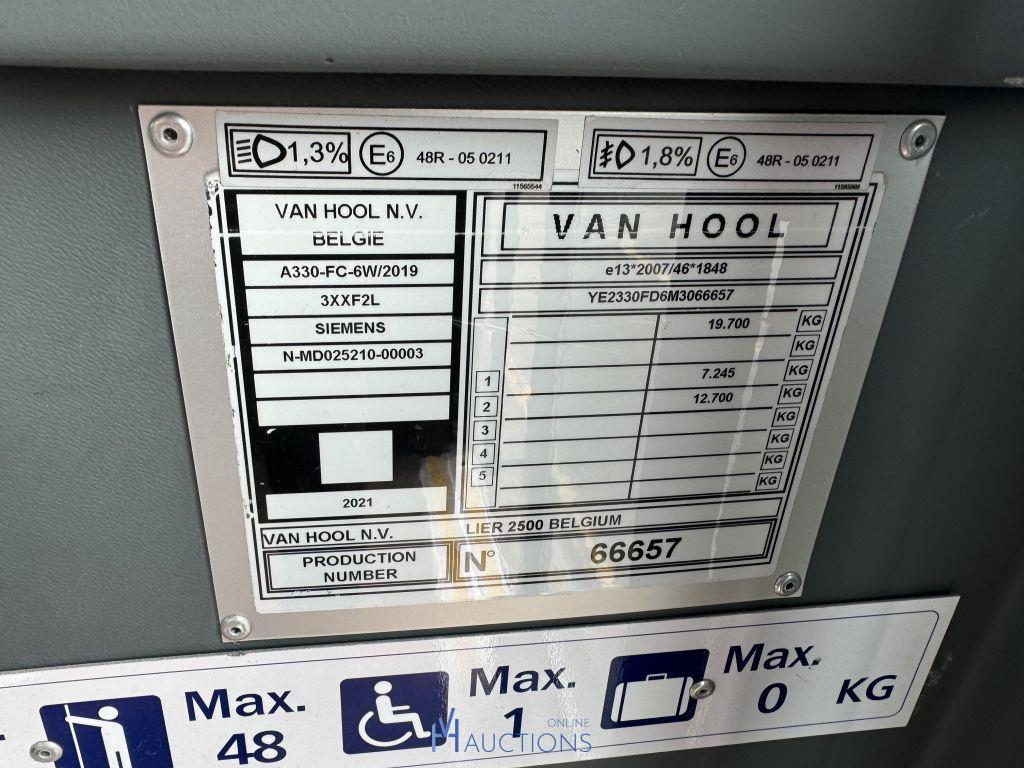 1,3% E6 48R - 05 0211
11505544
1,8% E6 48R - 05 0211
VAN HOOL N.V.
BELGIE
A330-FC-6W/2019
3XXF2L
SIEMENS
N-MD025210-00003
2021
VAN HOOL
e13*2007/46*1848
YE2330FD6M3066657
19.700 KG
KG
1 7.245 KG
2 12.700 KG
3 KG
4 KG
5 KG
KG
VAN HOOL N.V. LIER 2500 BELGIUM
PRODUCTION
NUMBER
N° 66657
Max.
48
Max.
1
Max.
0 KG
ONLINE
AUCTIONS